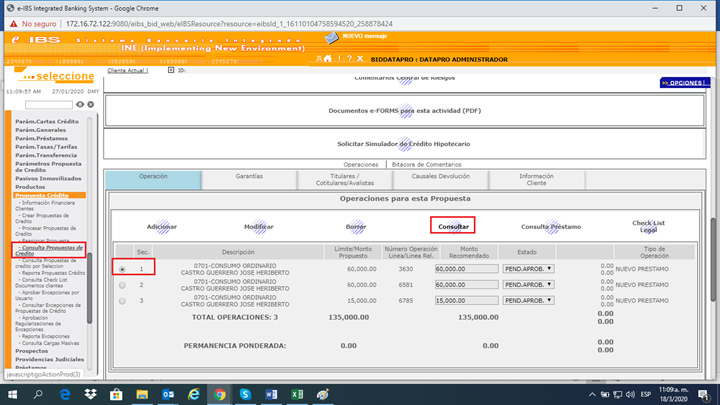 e-IBS Integrated Banking System - Google Chrome
No seguro | 172.16.72.122:9080/eibs_bid_web/eIBSResource?resource=eibsId_1_16110104758594520_258878424
e IBS Sistema Bancario Integrado
INE (Implementing New Environment)
NUEVO mensaje
BIDDATAPRO : DATAPRO ADMINISTRADOR
...seleccione
11:09:57 AM 27/01/2020 DMY
Cliente Actual | ID:
>> OPCIONES
Parám.Cartas Crédito
Parám.Generales
Parám.Préstamos
Parám.Tasas/Tarifas
Parám.Transferencia
Parámetros Propuesta
de Credito
Pasivos Inmovilizados
Productos
Propuesta Crédito
- Información Financiera
Clientes
- Crear Propuestas de
Credito
- Procesar Propuestas de
Credito
- Reasignar Propuesta
- Consulta Propuestas de
Credito
- Consulta Propuestas de
credito por Seleccion
- Reporte Propuestas Crédito
- Consulta Check List
Documentos clientes
- Aprobar Excepciones por
Usuario
- Consultar Excepciones de
Propuestas de Credito
- Aprobacion
Regularizaciones de
Excepciones
- Reporte Excepciones
- Consulta Cargas Masivas
Prospectos
Providencias Judiciales
Préstamos
javascript:goActionProd(3)
Comentarios Central de Riesgos
Documentos e-FORMS para esta actividad (PDF)
Solicitar Simulador de Crédito Hipotecario
Operaciones | Bitácora de Comentarios
Operación Garantías Titulares / Cotitulares/Avalistas Causales Devolución Información Cliente
Operaciones para esta Propuesta
Adicionar Modificar Borrar Consultar Consulta Préstamo Check List Legal
Sec. Descripción Limite/Monto Propuesto Número Operación Linea/Linea Rel. Monto Recomendado Estado Tipo de Operación
1 0701-CONSUMO ORDINARIO CASTRO GUERRERO JOSE HERIBERTO 60,000.00 3630 60,000.00 PEND.APROB. 0.00 0.00 NUEVO PRESTAMO
2 0701-CONSUMO ORDINARIO CASTRO GUERRERO JOSE HERIBERTO 60,000.00 6581 60,000.00 PEND.APROB. 0.00 0.00 NUEVO PRESTAMO
3 0701-CONSUMO ORDINARIO CASTRO GUERRERO JOSE HERIBERTO 15,000.00 6785 15,000.00 PEND.APROB. 0.00 0.00 NUEVO PRESTAMO
TOTAL OPERACIONES: 3 135,000.00 135,000.00 0.00 0.00
PERMANENCIA PONDERADA: 0.00 0.00 0.00 0.00
ESP 11:09 a. m.
18/3/2020